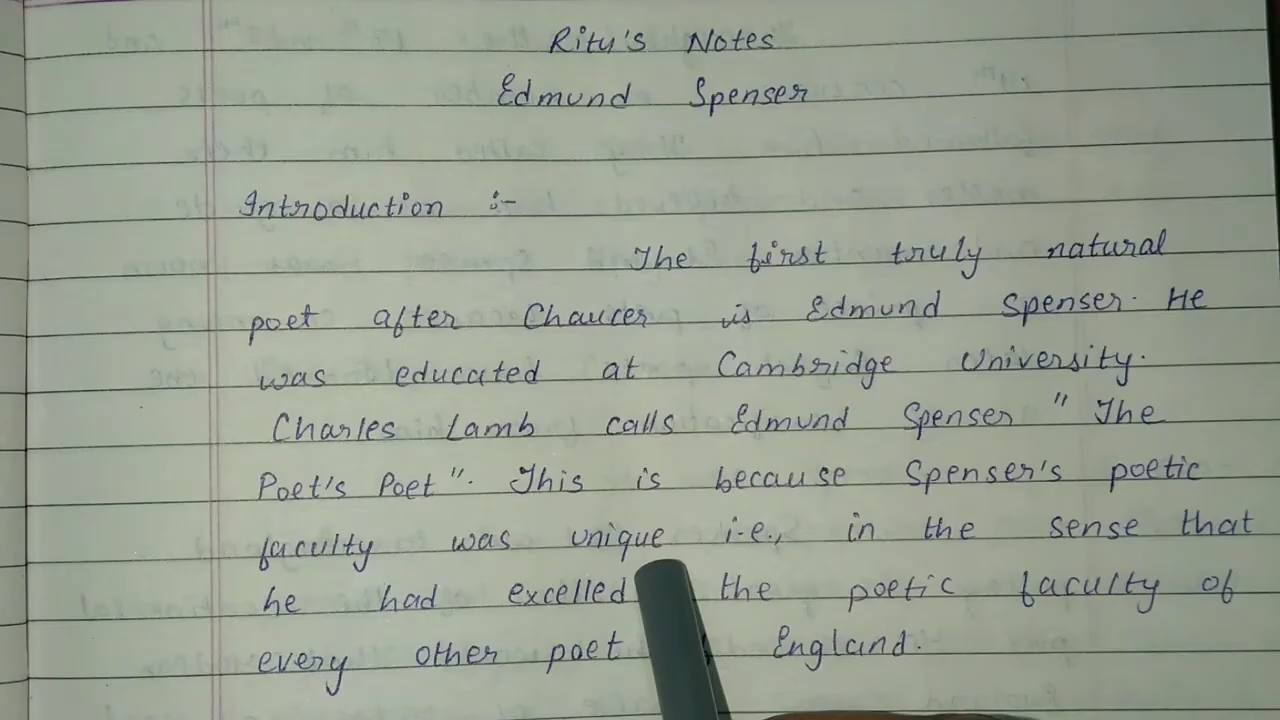 Ritu's Notes
Edmund Spenser
Introduction :-
The first truly natural
poet after Chaucer is Edmund Spenser. He
was educated at Cambridge University.
Charles Lamb calls Edmund Spenser "The
Poet's Poet". This is because Spenser's poetic
faculty was unique i.e., in the sense that
he had excelled the poetic faculty of
every other poet England.